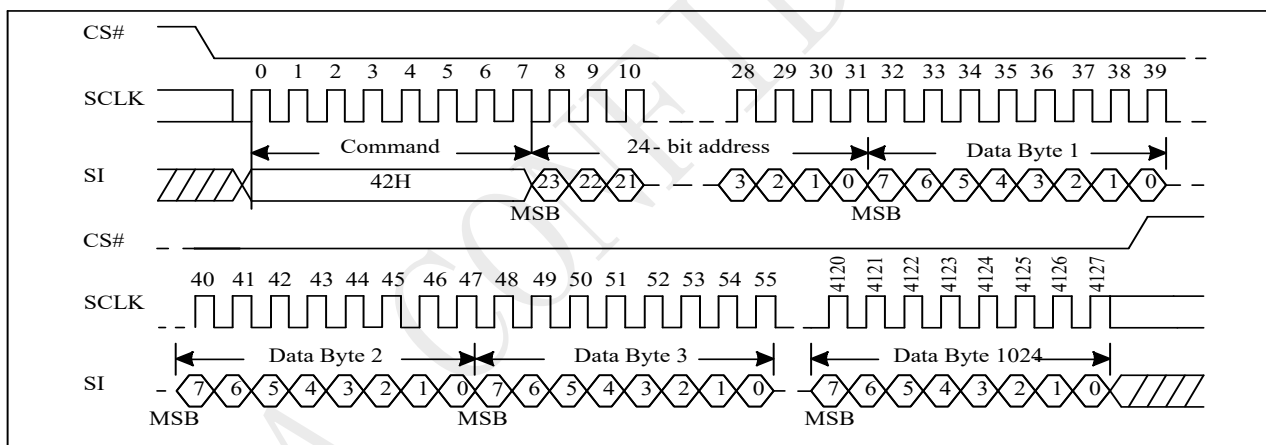 CS#
0 1 2 3 4 5 6 7 8 9 10 28 29 30 31 32 33 34 35 36 37 38 39
SCLK
Command 24- bit address Data Byte 1
SI 42H 23 22 21 3 2 1 0 7 6 5 4 3 2 1 0
MSB MSB
CS#
40 41 42 43 44 45 46 47 48 49 50 51 52 53 54 55 4120 4121 4122 4123 4124 4125 4126 4127
SCLK
Data Byte 2 Data Byte 3 Data Byte 1024
SI 7 6 5 4 3 2 1 0 7 6 5 4 3 2 1 0 7 6 5 4 3 2 1 0
MSB MSB MSB